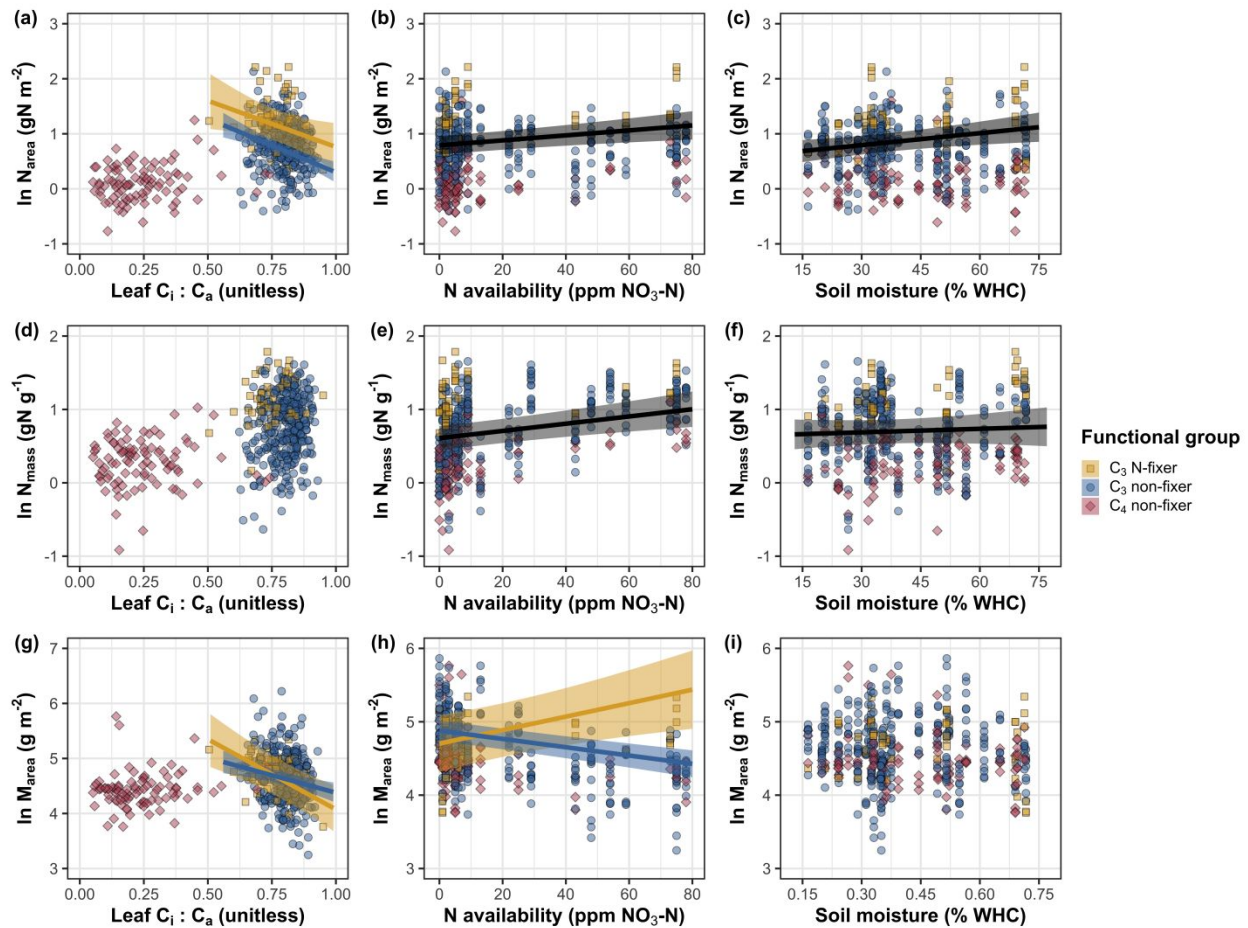 (a)
ln Narea (gN m-2)
3
2
1
0
-1
0.00 0.25 0.50 0.75 1.00
Leaf Ci : Ca (unitless)
(b)
ln Narea (gN m-2)
3
2
1
0
-1
0 20 40 60 80
N availability (ppm NO3-N)
(c)
ln Narea (gN m-2)
3
2
1
0
-1
15 30 45 60 75
Soil moisture (% WHC)
(d)
ln Nmass (gN g-1)
2
1
0
-1
0.00 0.25 0.50 0.75 1.00
Leaf Ci : Ca (unitless)
(e)
ln Nmass (gN g-1)
2
1
0
-1
0 20 40 60 80
N availability (ppm NO3-N)
(f)
ln Nmass (gN g-1)
2
1
0
-1
15 30 45 60 75
Soil moisture (% WHC)
Functional group
C3 N-fixer
C3 non-fixer
C4 non-fixer
(g)
ln Marea (g m-2)
7
6
5
4
3
0.00 0.25 0.50 0.75 1.00
Leaf Ci : Ca (unitless)
(h)
ln Marea (g m-2)
6
5
4
3
0 20 40 60 80
N availability (ppm NO3-N)
(i)
ln Marea (g m-2)
6
5
4
3
0.15 0.30 0.45 0.60 0.75
Soil moisture (% WHC)